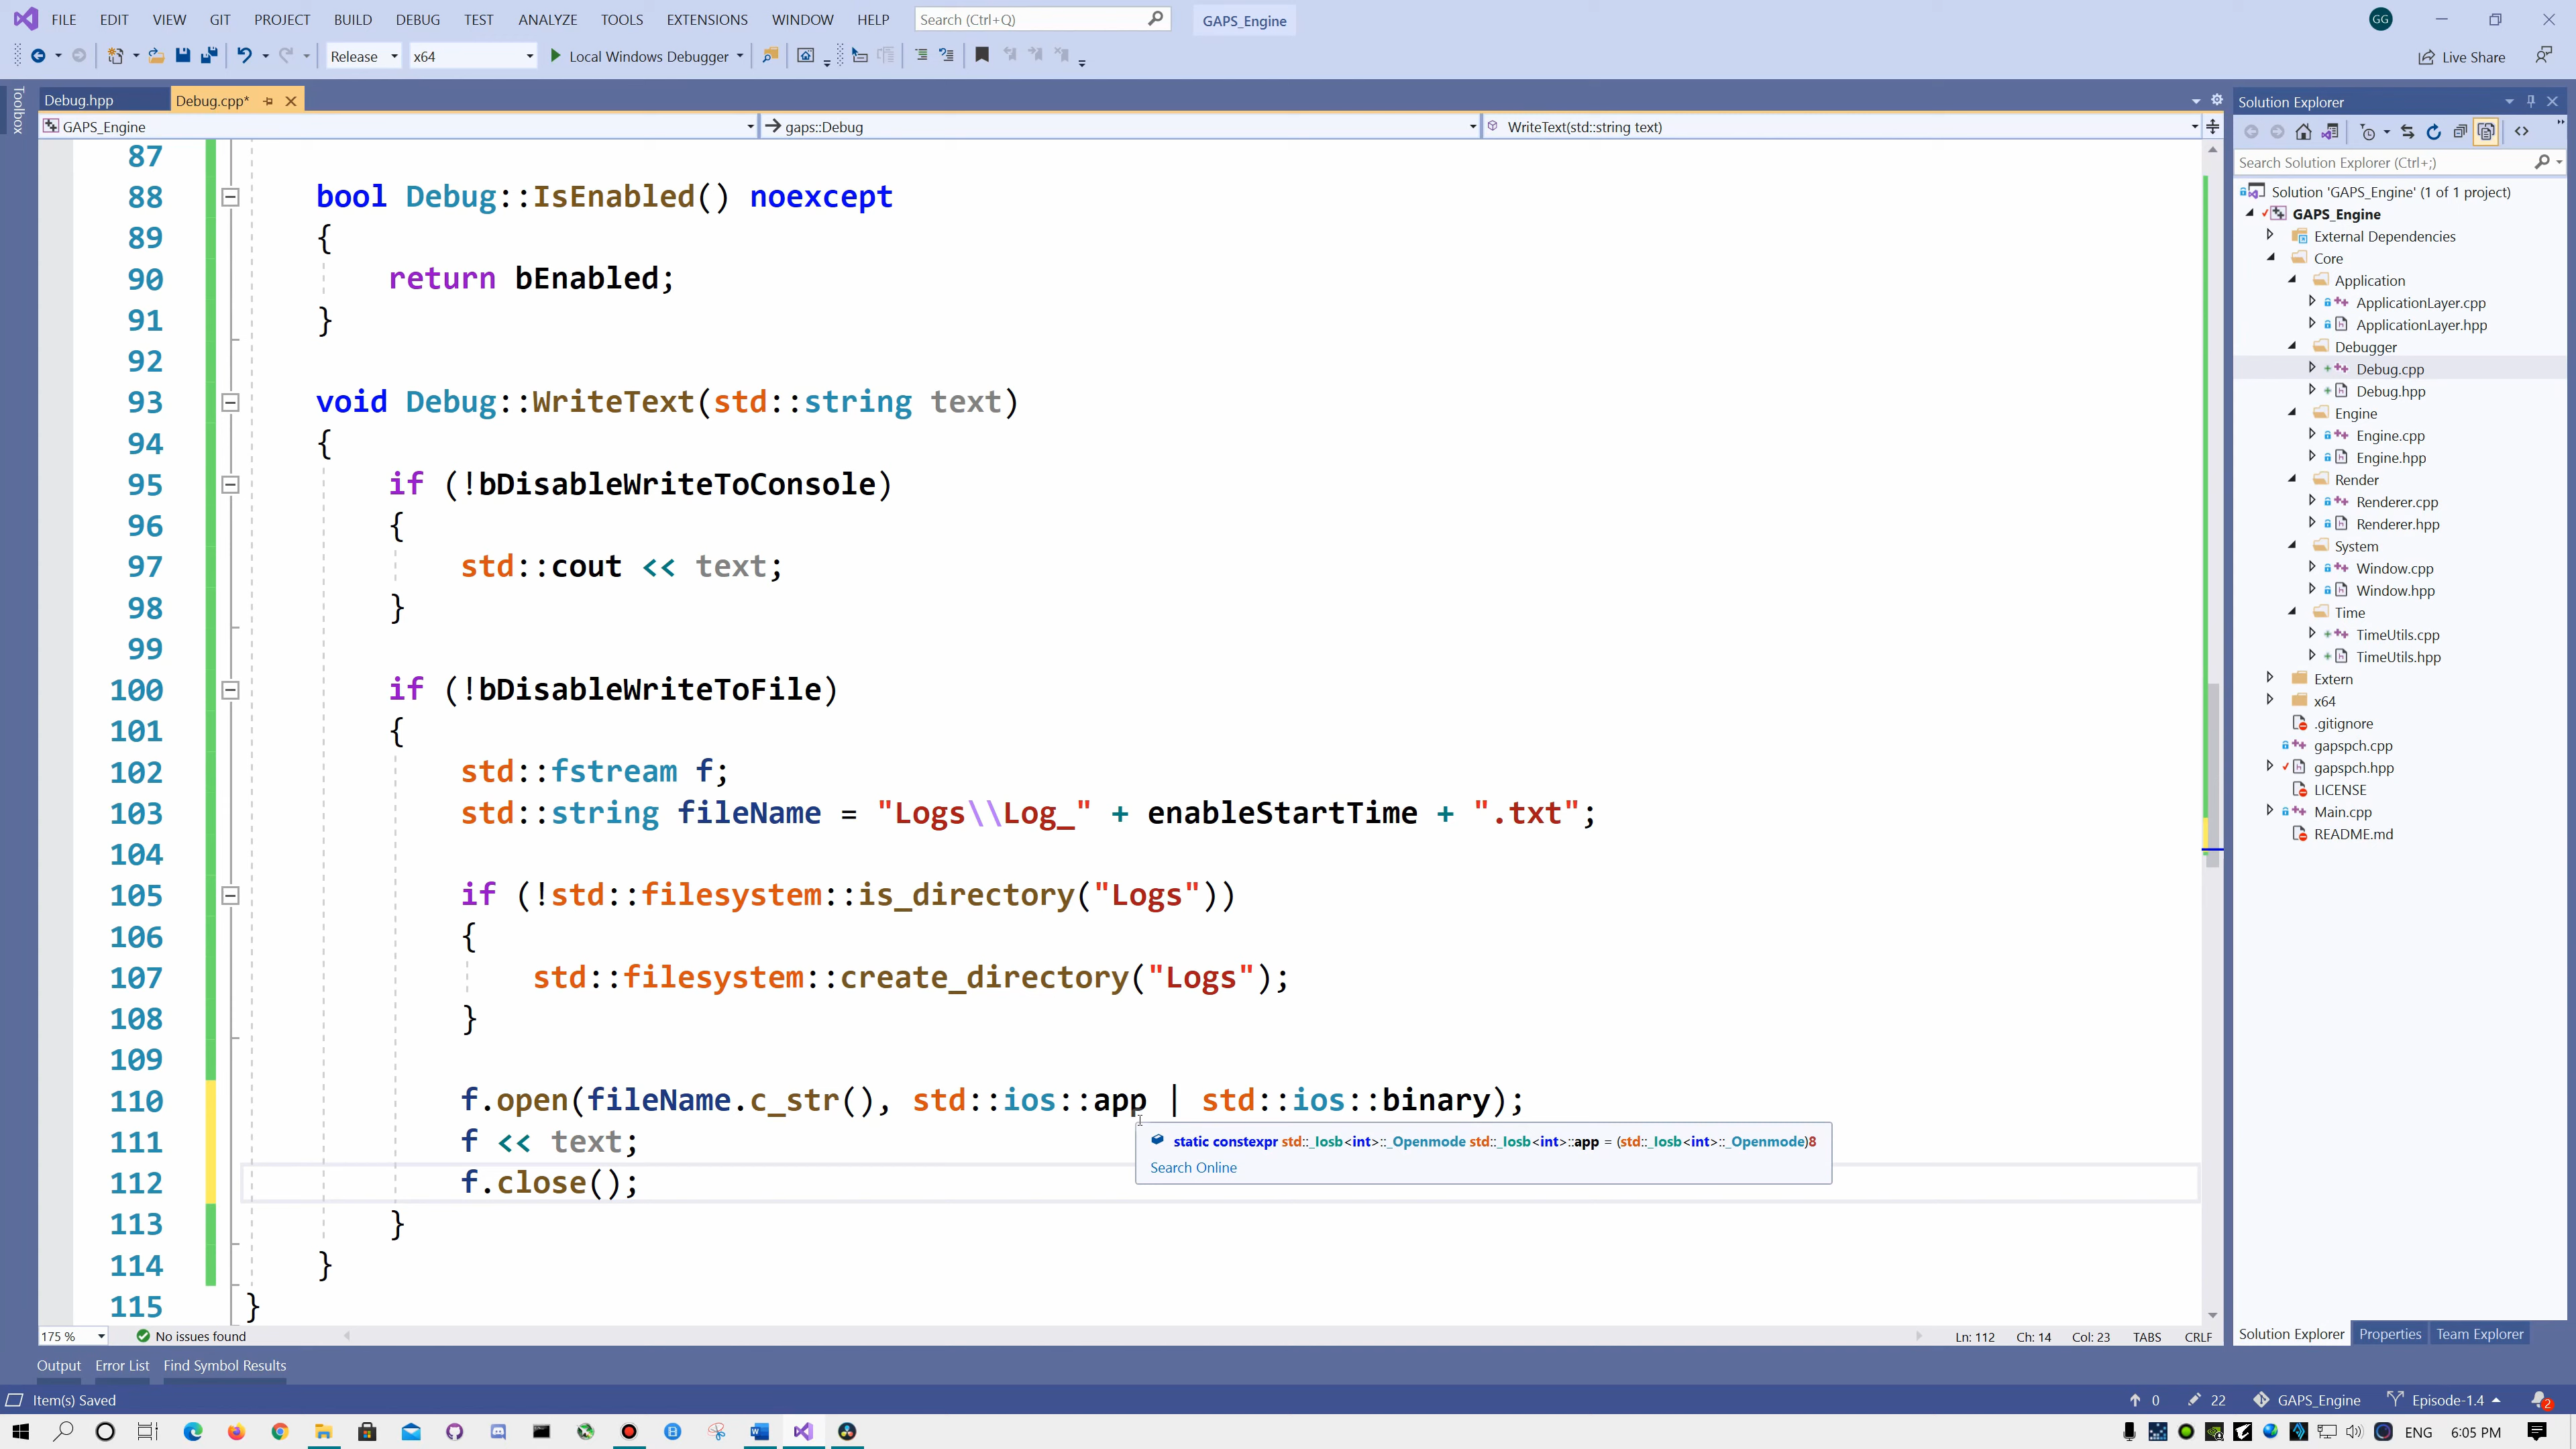 FILE EDIT VIEW GIT PROJECT BUILD DEBUG TEST ANALYZE TOOLS EXTENSIONS WINDOW HELP Search (Ctrl+Q) GAPS_Engine GG
Release x64 Local Windows Debugger Live Share
Toolbox
Debug.hpp Debug.cpp* Solution Explorer
GAPS_Engine gaps::Debug WriteText(std::string text)
Search Solution Explorer (Ctrl+;)
87
88 bool Debug::IsEnabled() noexcept
89 {
90 return bEnabled;
91 }
92
93 void Debug::WriteText(std::string text)
94 {
95 if (!bDisableWriteToConsole)
96 {
97 std::cout << text;
98 }
99
100 if (!bDisableWriteToFile)
101 {
102 std::fstream f;
103 std::string fileName = "Logs\\Log_" + enableStartTime + ".txt";
104
105 if (!std::filesystem::is_directory("Logs"))
106 {
107 std::filesystem::create_directory("Logs");
108 }
109
110 f.open(fileName.c_str(), std::ios::app | std::ios::binary);
111 f << text;
112 f.close();
113 }
114 }
115 }
static constexpr std::_Iosb<int>::_Openmode std::_Iosb<int>::app = (std::_Iosb<int>::_Openmode)8
Search Online
Solution 'GAPS_Engine' (1 of 1 project)
GAPS_Engine
External Dependencies
Core
Application
ApplicationLayer.cpp
ApplicationLayer.hpp
Debugger
Debug.cpp
Debug.hpp
Engine
Engine.cpp
Engine.hpp
Render
Renderer.cpp
Renderer.hpp
System
Window.cpp
Window.hpp
Time
TimeUtils.cpp
TimeUtils.hpp
Extern
x64
.gitignore
gapspch.cpp
gapspch.hpp
LICENSE
Main.cpp
README.md
175 % No issues found Ln: 112 Ch: 14 Col: 23 TABS CRLF
Solution Explorer Properties Team Explorer
Output Error List Find Symbol Results
Item(s) Saved 0 22 GAPS_Engine Episode-1.4 2
ENG 6:05 PM